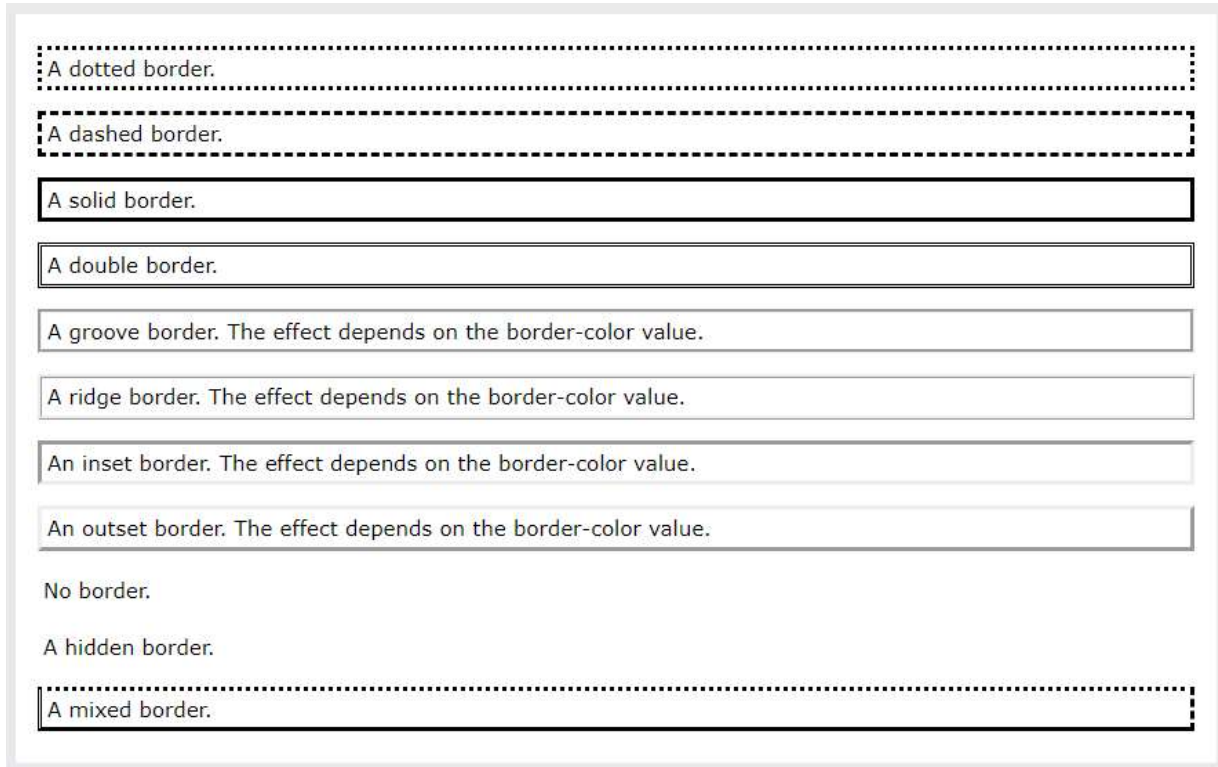 A dotted border.
A dashed border.
A solid border.
A double border.
A groove border. The effect depends on the border-color value.
A ridge border. The effect depends on the border-color value.
An inset border. The effect depends on the border-color value.
An outset border. The effect depends on the border-color value.
No border.
A hidden border.
A mixed border.